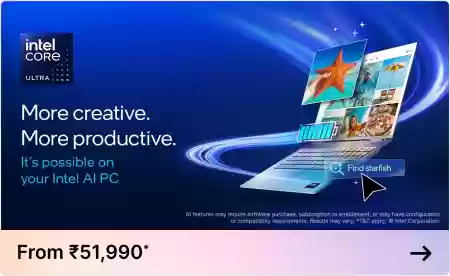 intel
CORE
ULTRA
More creative.
More productive.
It's possible on
your Intel AI PC
Find starfish
AI features may require software purchase, subscription or enablement, or may have configuration
or compatibility requirements. Results may vary. *T&C apply. © Intel Corporation.
From ₹51,990*